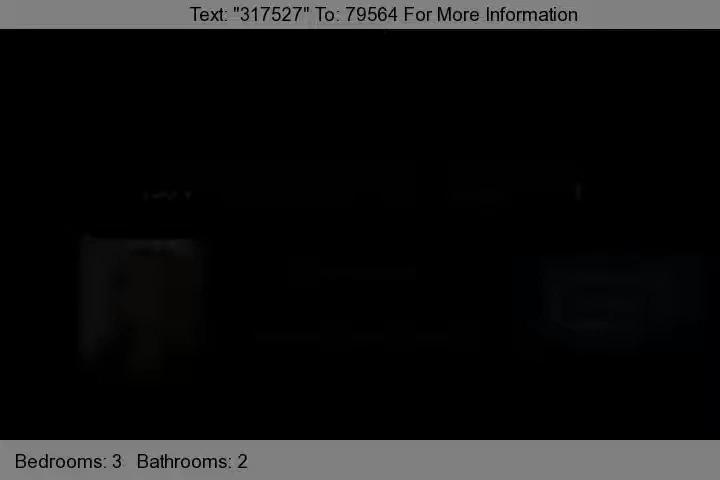 Text: "317527" To: 79564 For More Information
Bedrooms: 3 Bathrooms: 2